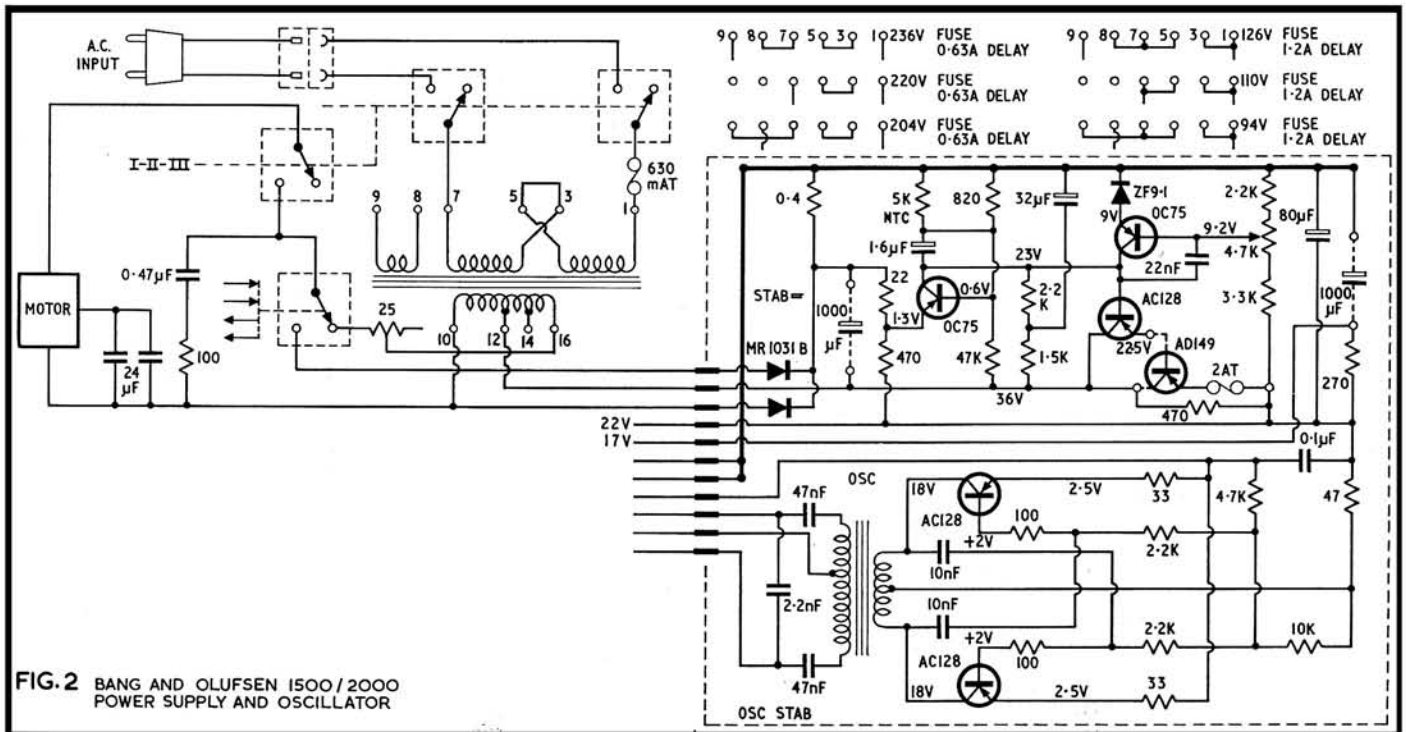 A.C.
INPUT
9 8 7 5 3 1 236V FUSE
0·63A DELAY
220V FUSE
0·63A DELAY
204V FUSE
0·63A DELAY
9 8 7 5 3 1 126V FUSE
1·2A DELAY
110V FUSE
1·2A DELAY
94V FUSE
1·2A DELAY
I-II-III
630
mAT
9 8 7 5 3 1
0·47µF
MOTOR
24
µF
100
25
10 12 14 16
0·4
5K
NTC
820
32µF
ZF9·1
9V
OC75
9·2V
2·2K
4·7K
3·3K
80µF
1000
µF
1·6µF
23V
22nF
STAB=
1000
µF
22
0·6V
1·3V
OC75
2·2
K
AC128
22·5V
AD149
2AT
MR1031B
470
47K
1·5K
36V
470
270
22V
17V
0·1µF
OSC
47nF
18V
2·5V
33
4·7K
47
AC128
100
+2V
2·2K
10nF
2·2nF
10nF
+2V
2·2K
10K
AC128
100
47nF
18V
2·5V
33
OSC STAB
FIG. 2 BANG AND OLUFSEN 1500/2000
POWER SUPPLY AND OSCILLATOR